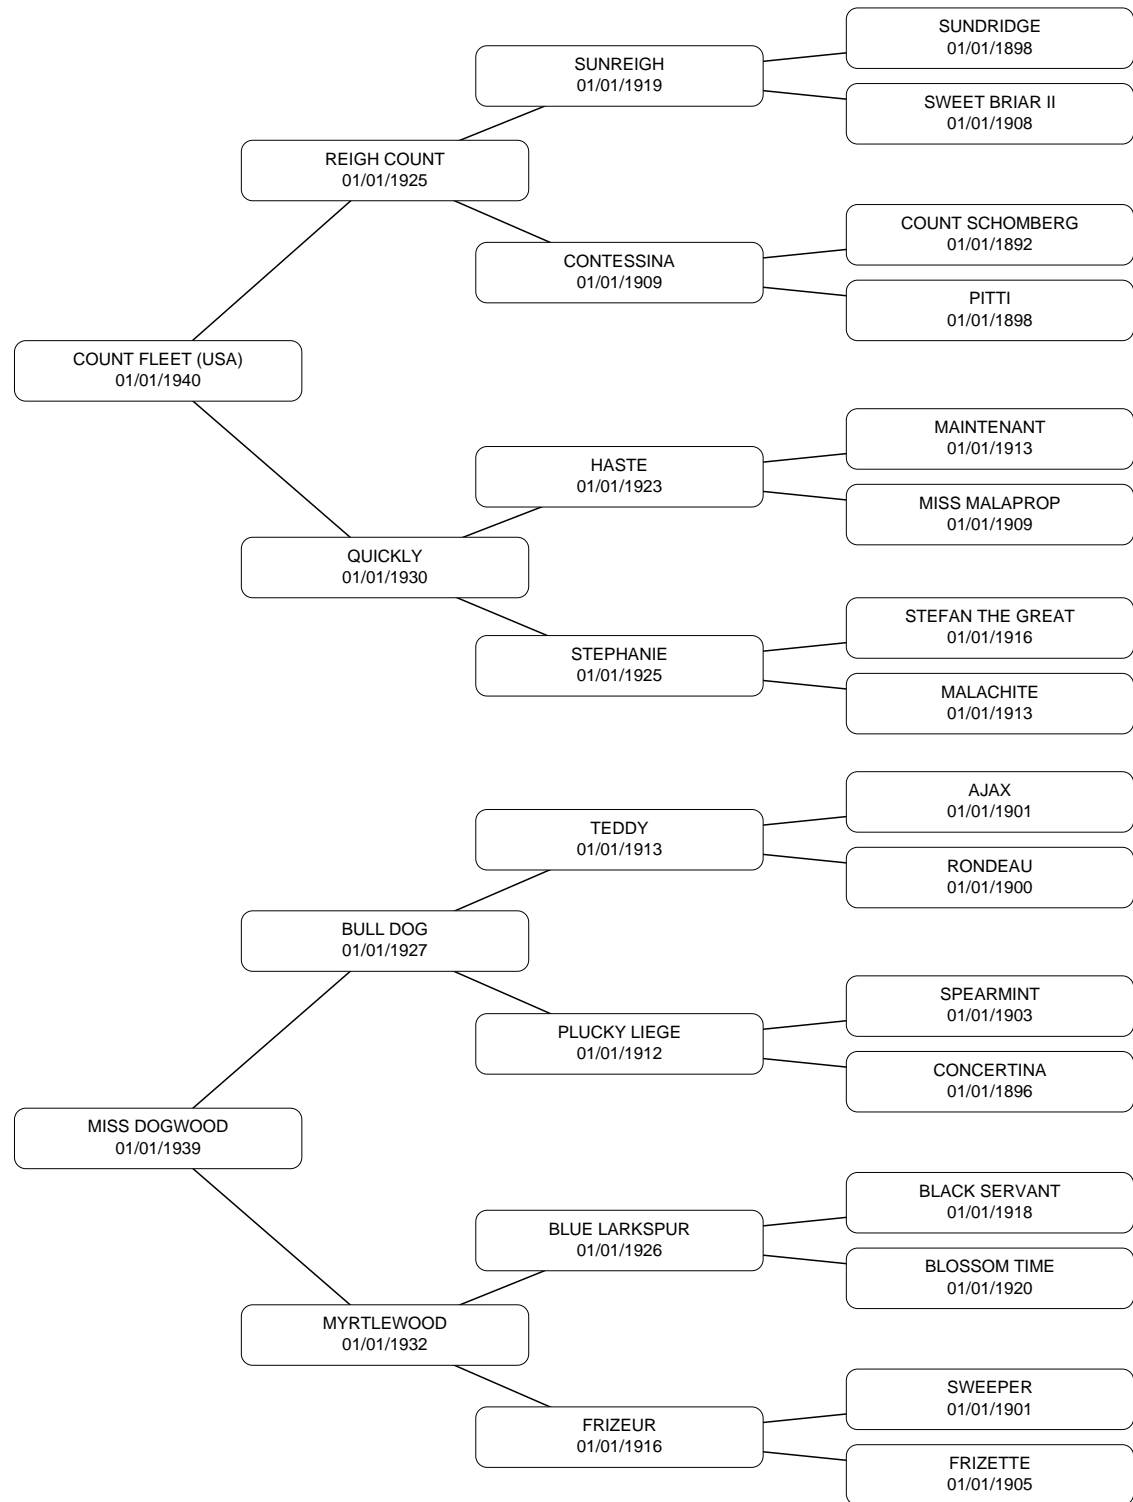 SUNDRIDGE
01/01/1898
SUNREIGH
01/01/1919
SWEET BRIAR II
01/01/1908
REIGH COUNT
01/01/1925
COUNT SCHOMBERG
01/01/1892
CONTESSINA
01/01/1909
PITTI
01/01/1898
COUNT FLEET (USA)
01/01/1940
MAINTENANT
01/01/1913
HASTE
01/01/1923
MISS MALAPROP
01/01/1909
QUICKLY
01/01/1930
STEFAN THE GREAT
01/01/1916
STEPHANIE
01/01/1925
MALACHITE
01/01/1913
AJAX
01/01/1901
TEDDY
01/01/1913
RONDEAU
01/01/1900
BULL DOG
01/01/1927
SPEARMINT
01/01/1903
PLUCKY LIEGE
01/01/1912
CONCERTINA
01/01/1896
MISS DOGWOOD
01/01/1939
BLACK SERVANT
01/01/1918
BLUE LARKSPUR
01/01/1926
BLOSSOM TIME
01/01/1920
MYRTLEWOOD
01/01/1932
SWEEPER
01/01/1901
FRIZEUR
01/01/1916
FRIZETTE
01/01/1905